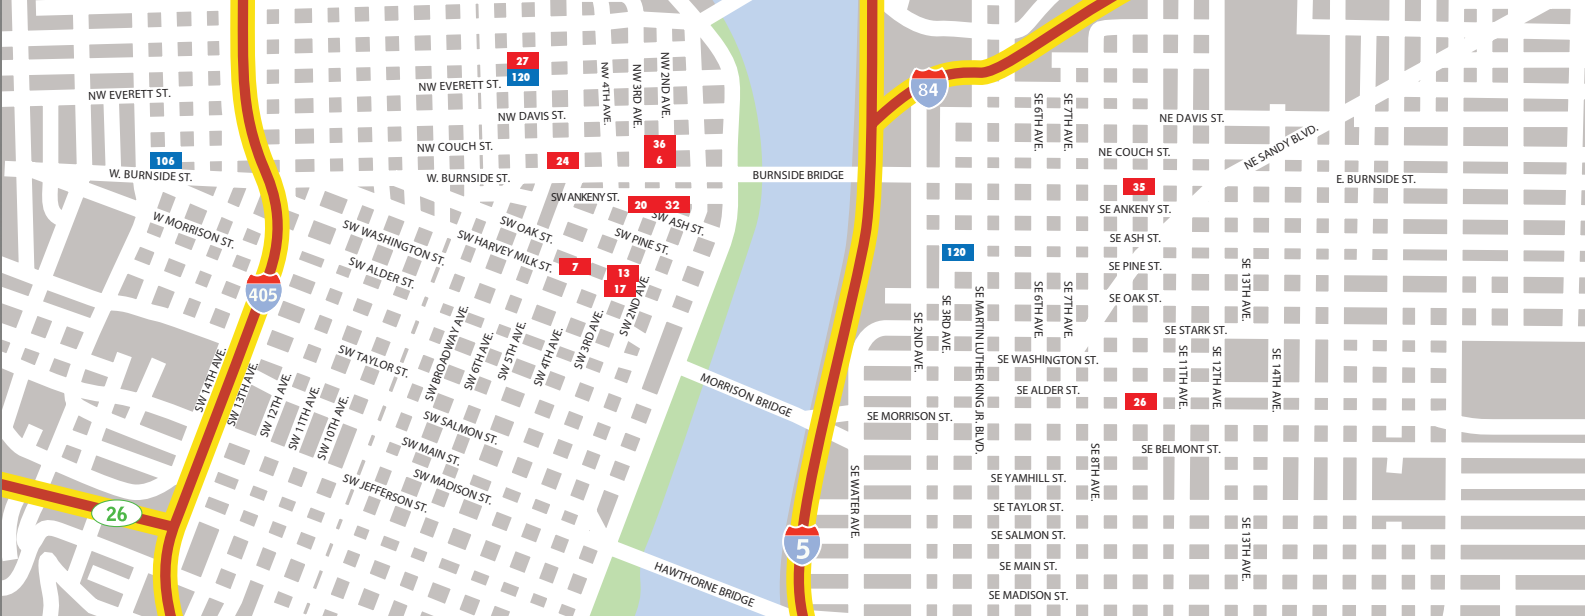 27
120
NW EVERETT ST.
NW EVERETT ST.
NW 4TH AVE.
NW 3RD AVE.
NW 2ND AVE.
84
SE 6TH AVE.
SE 7TH AVE.
NW DAVIS ST.
NE DAVIS ST.
NE SANDY BLVD.
NW COUCH ST.
36
6
NE COUCH ST.
106
24
W. BURNSIDE ST.
W. BURNSIDE ST.
BURNSIDE BRIDGE
E. BURNSIDE ST.
35
SW ANKENY ST.
20
32
SE ANKENY ST.
W MORRISON ST.
SW WASHINGTON ST.
SW OAK ST.
SW ASH ST.
SW HARVEY MILK ST.
SW PINE ST.
SE ASH ST.
120
SW ALDER ST.
7
13
17
SE PINE ST.
405
SW 2ND AVE.
SE 6TH AVE.
SE 7TH AVE.
SE 13TH AVE.
SE OAK ST.
SE 2ND AVE.
SE 3RD AVE.
SE MARTIN LUTHER KING JR. BLVD.
SE STARK ST.
SW BROADWAY AVE.
SW 6TH AVE.
SW 5TH AVE.
SW 4TH AVE.
SW 3RD AVE.
SW TAYLOR ST.
SE WASHINGTON ST.
SE 11TH AVE.
SE 12TH AVE.
SE 14TH AVE.
SW 14TH AVE.
SW 13TH AVE.
SW 12TH AVE.
SW 11TH AVE.
SW 10TH AVE.
MORRISON BRIDGE
SE ALDER ST.
26
SE MORRISON ST.
SW SALMON ST.
SW MAIN ST.
SE BELMONT ST.
SE 8TH AVE.
SW JEFFERSON ST.
SW MADISON ST.
SE WATER AVE.
SE YAMHILL ST.
26
SE TAYLOR ST.
SE SALMON ST.
5
SE 13TH AVE.
SE MAIN ST.
HAWTHORNE BRIDGE
SE MADISON ST.